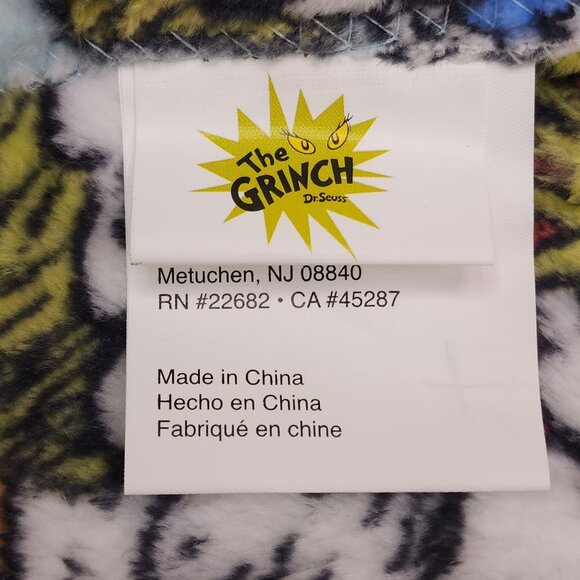 The
GRINCH
Dr. Seuss
Metuchen, NJ 08840
RN #22682 • CA #45287
Made in China
Hecho en China
Fabriqué en chine